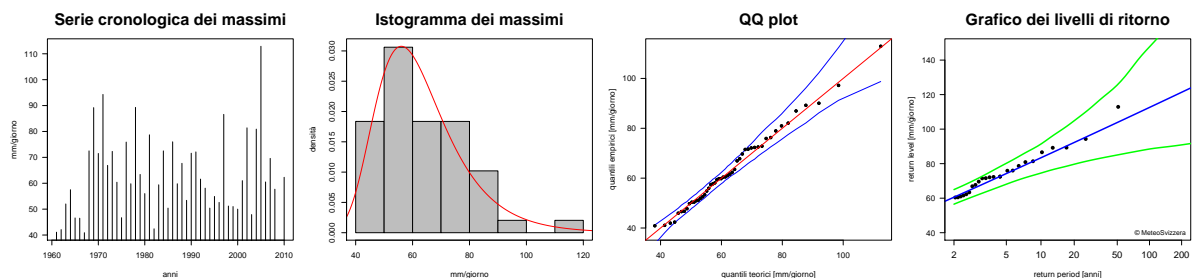 Serie cronologica dei massimi
mm/giorno
110
100
90
80
70
60
50
40
1960 1970 1980 1990 2000 2010
anni
Istogramma dei massimi
densità
0.030
0.025
0.020
0.015
0.010
0.005
0.000
40 60 80 100 120
mm/giorno
QQ plot
quantili empirici [mm/giorno]
100
80
60
40
40 60 80 100
quantili teorici [mm/giorno]
Grafico dei livelli di ritorno
return level [mm/giorno]
140
120
100
80
60
40
© MeteoSvizzera
2 5 10 20 50 100 200
return period [anni]